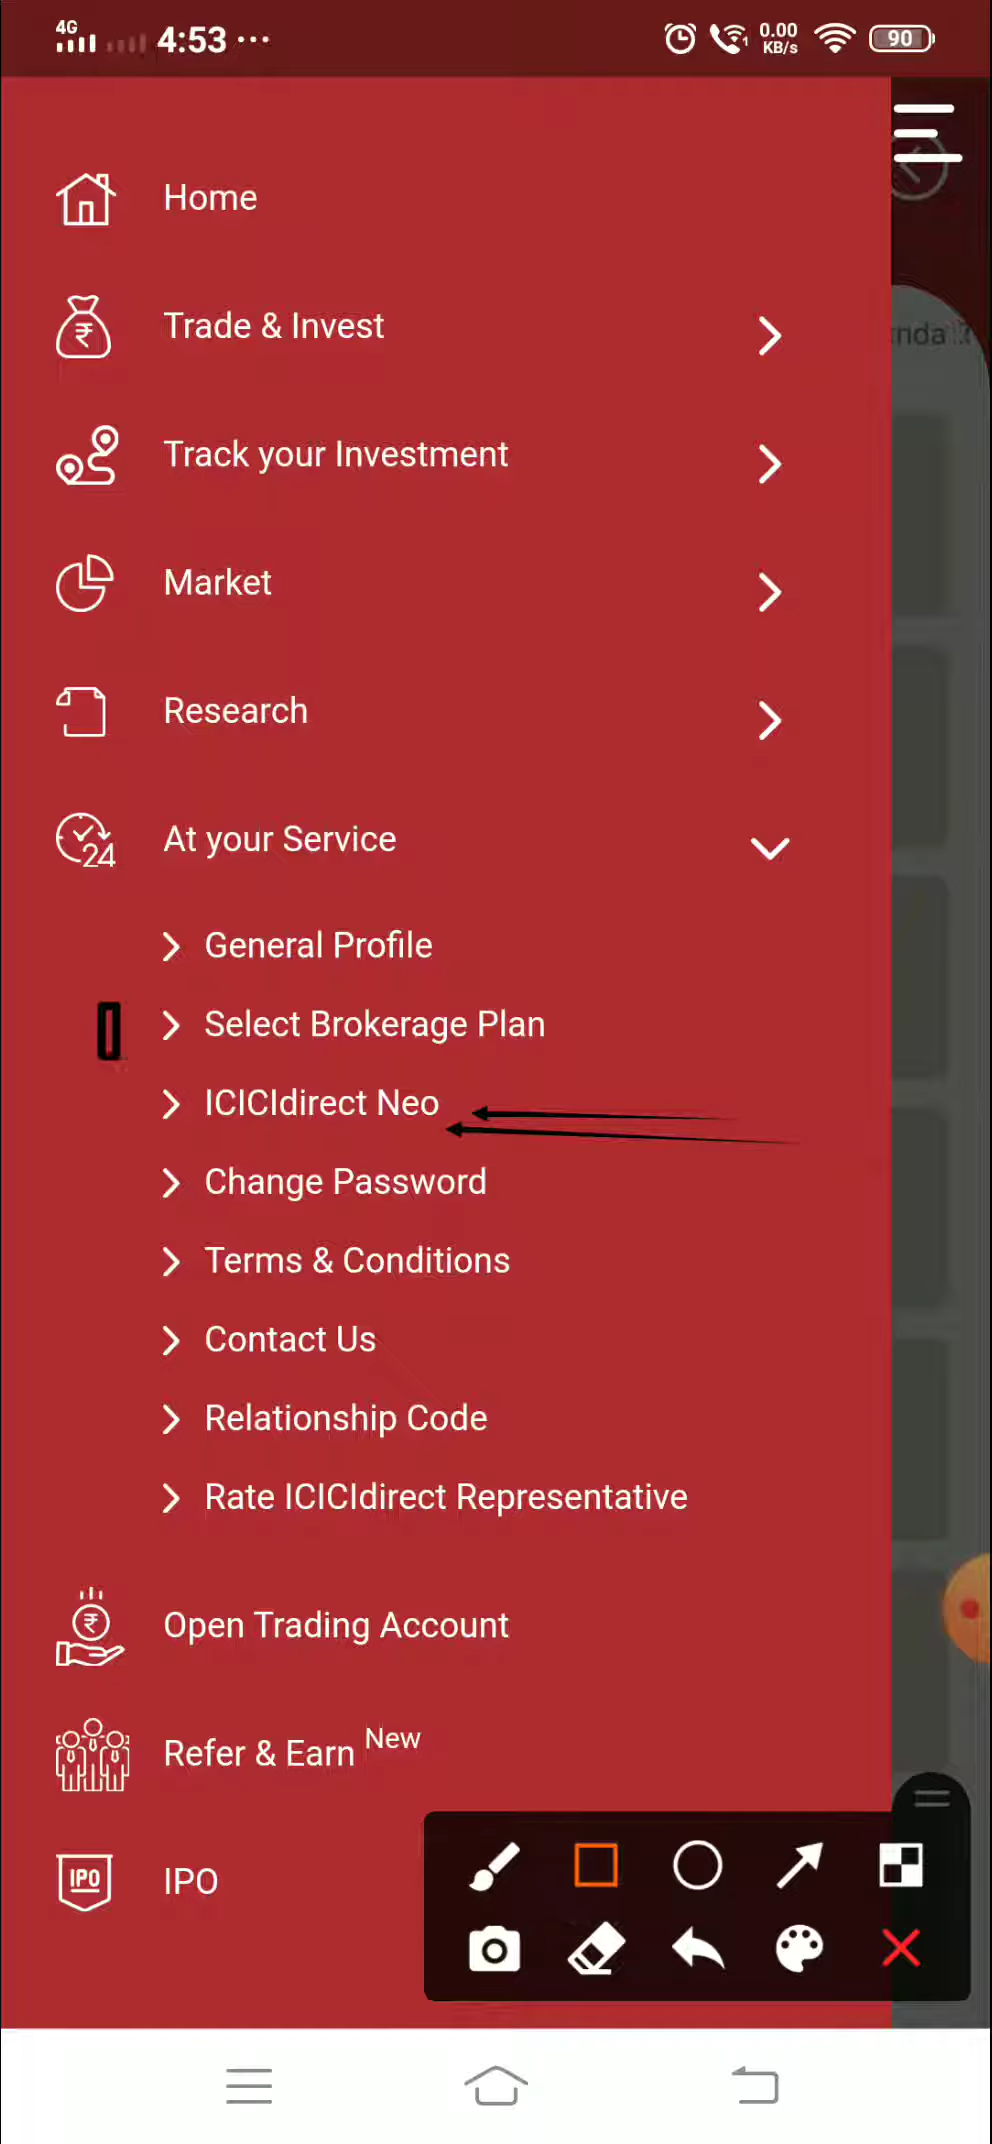 4G 4:53 ... 1 0.00 KB/s 90
Home
Trade & Invest
Track your Investment
Market
Research
24 At your Service
General Profile
Select Brokerage Plan
ICICIdirect Neo
Change Password
Terms & Conditions
Contact Us
Relationship Code
Rate ICICIdirect Representative
₹ Open Trading Account
Refer & Earn New
IPO IPO